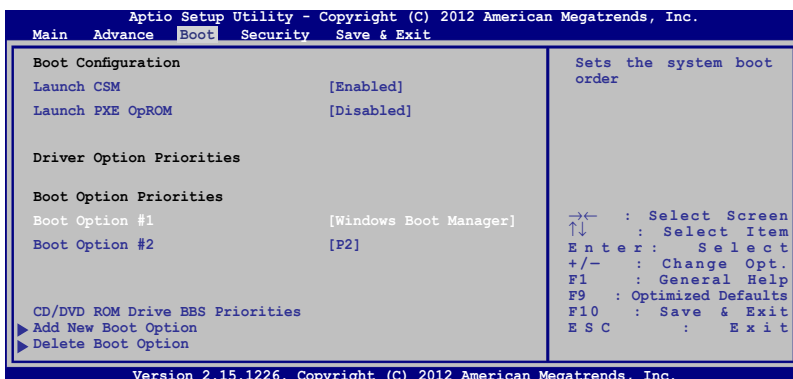 Aptio Setup Utility - Copyright (C) 2012 American Megatrends, Inc.
Main Advance Boot Security Save & Exit
Boot Configuration
Launch CSM [Enabled]
Launch PXE OpROM [Disabled]
Driver Option Priorities
Boot Option Priorities
Boot Option #1 [Windows Boot Manager]
Boot Option #2 [P2]
CD/DVD ROM Drive BBS Priorities
Add New Boot Option
Delete Boot Option
Sets the system boot
order
→← : Select Screen
↑↓ : Select Item
Enter: Select
+/— : Change Opt.
F1 : General Help
F9 : Optimized Defaults
F10 : Save & Exit
ESC : Exit
Version 2.15.1226. Copyright (C) 2012 American Megatrends, Inc.